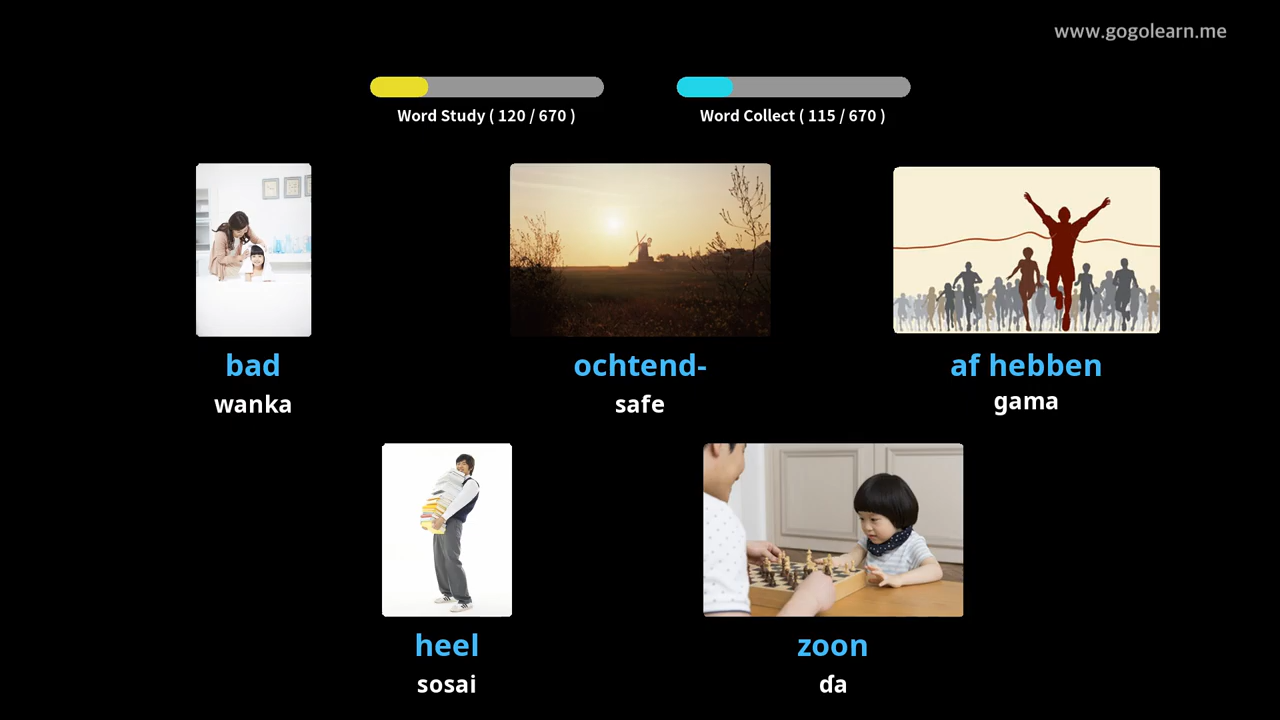 www.gogolearn.me
Word Study ( 120 / 670 )
Word Collect ( 115 / 670 )
bad
wanka
ochtend-
safe
af hebben
gama
heel
sosai
zoon
ɗa